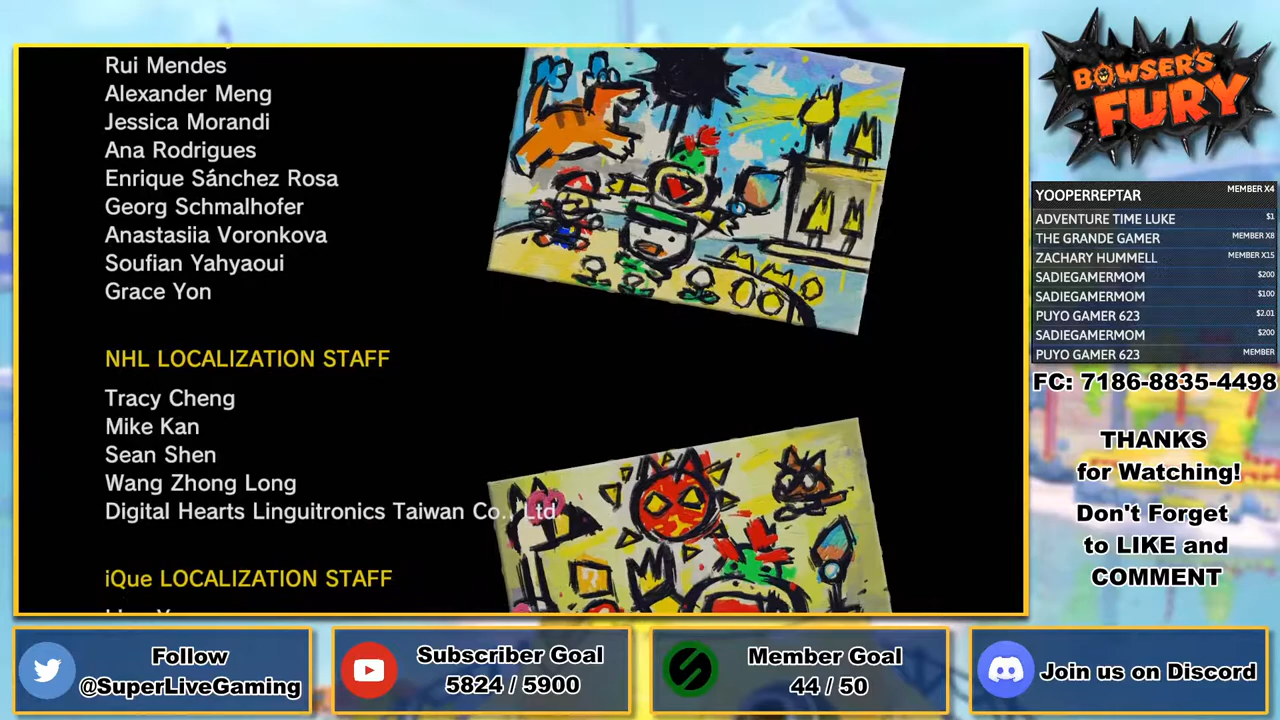 Rui Mendes
Alexander Meng
Jessica Morandi
Ana Rodrigues
Enrique Sánchez Rosa
Georg Schmalhofer
Anastasiia Voronkova
Soufian Yahyaoui
Grace Yon
NHL LOCALIZATION STAFF
Tracy Cheng
Mike Kan
Sean Shen
Wang Zhong Long
Digital Hearts Linguitronics Taiwan Co., Ltd.
iQue LOCALIZATION STAFF
BOWSER'S
FURY
YOOPERREPTAR MEMBER X4
ADVENTURE TIME LUKE $1
THE GRANDE GAMER MEMBER X8
ZACHARY HUMMELL MEMBER X15
SADIEGAMERMOM $200
SADIEGAMERMOM $100
PUYO GAMER 623 $2.01
SADIEGAMERMOM $200
PUYO GAMER 623 MEMBER
FC: 7186-8835-4498
THANKS
for Watching!
Don't Forget
to LIKE and
COMMENT
Follow
@SuperLiveGaming
Subscriber Goal
5824 / 5900
Member Goal
44 / 50
Join us on Discord